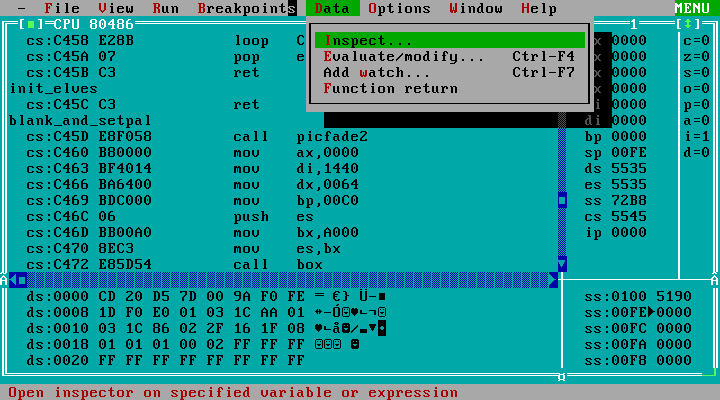 ≡ File View Run Breakpoints Data Options Window Help MENU
[■]=CPU 80486 1 [↕]
cs:C458 E28B loop C
cs:C45A 07 pop e
cs:C45B C3 ret
init_elves
cs:C45C C3 ret
blank_and_setpal
cs:C45D E8F058 call picfade2
cs:C460 B80000 mov ax,0000
cs:C463 BF4014 mov di,1440
cs:C466 BA6400 mov dx,0064
cs:C469 BDC000 mov bp,00C0
cs:C46C 06 push es
cs:C46D BB00A0 mov bx,A000
cs:C470 8EC3 mov es,bx
cs:C472 E85D54 call box
Inspect...
Evaluate/modify... Ctrl-F4
Add watch... Ctrl-F7
Function return
x 0000 c=0
x 0000 z=0
x 0000 s=0
x 0000 o=0
i 0000 p=0
di 0000 a=0
bp 0000 i=1
sp 00FE d=0
ds 5535
es 5535
ss 72B8
cs 5545
ip 0000
ds:0000 CD 20 D5 7D 00 9A F0 FE
ds:0008 1D F0 E0 01 03 1C AA 01
ds:0010 03 1C 86 02 2F 16 1F 08
ds:0018 01 01 01 00 02 FF FF FF
ds:0020 FF FF FF FF FF FF FF FF
ss:0100 5190
ss:00FE►0000
ss:00FC 0000
ss:00FA 0000
ss:00F8 0000
Open inspector on specified variable or expression